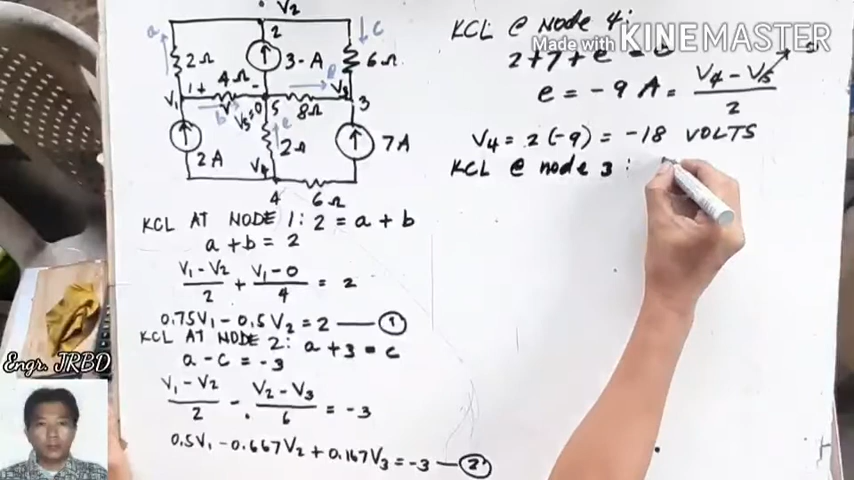 V2
a
2
c
2Ω
3-A
6Ω
4Ω
1 + -
V1
b
0
5
V5=
8Ω
V3
3
e
2Ω
2A
7A
V4
4
6Ω
KCL AT NODE 1: 2 = a + b
a + b = 2
V1-V2/2 + V1-0/4 = 2
0.75V1 - 0.5V2 = 2 — 1
KCL AT NODE 2: a + 3 = c
a - c = -3
V1-V2/2 - V2-V3/6 = -3
0.5V1 - 0.667V2 + 0.167V3 = -3 — 2
KCL @ NODE 4:
2 + 7 + e = 0
e = -9 A = V4-V5/2
V4 = 2(-9) = -18 VOLTS
KCL @ node 3:
Made with KINEMASTER
Engr. JRBD